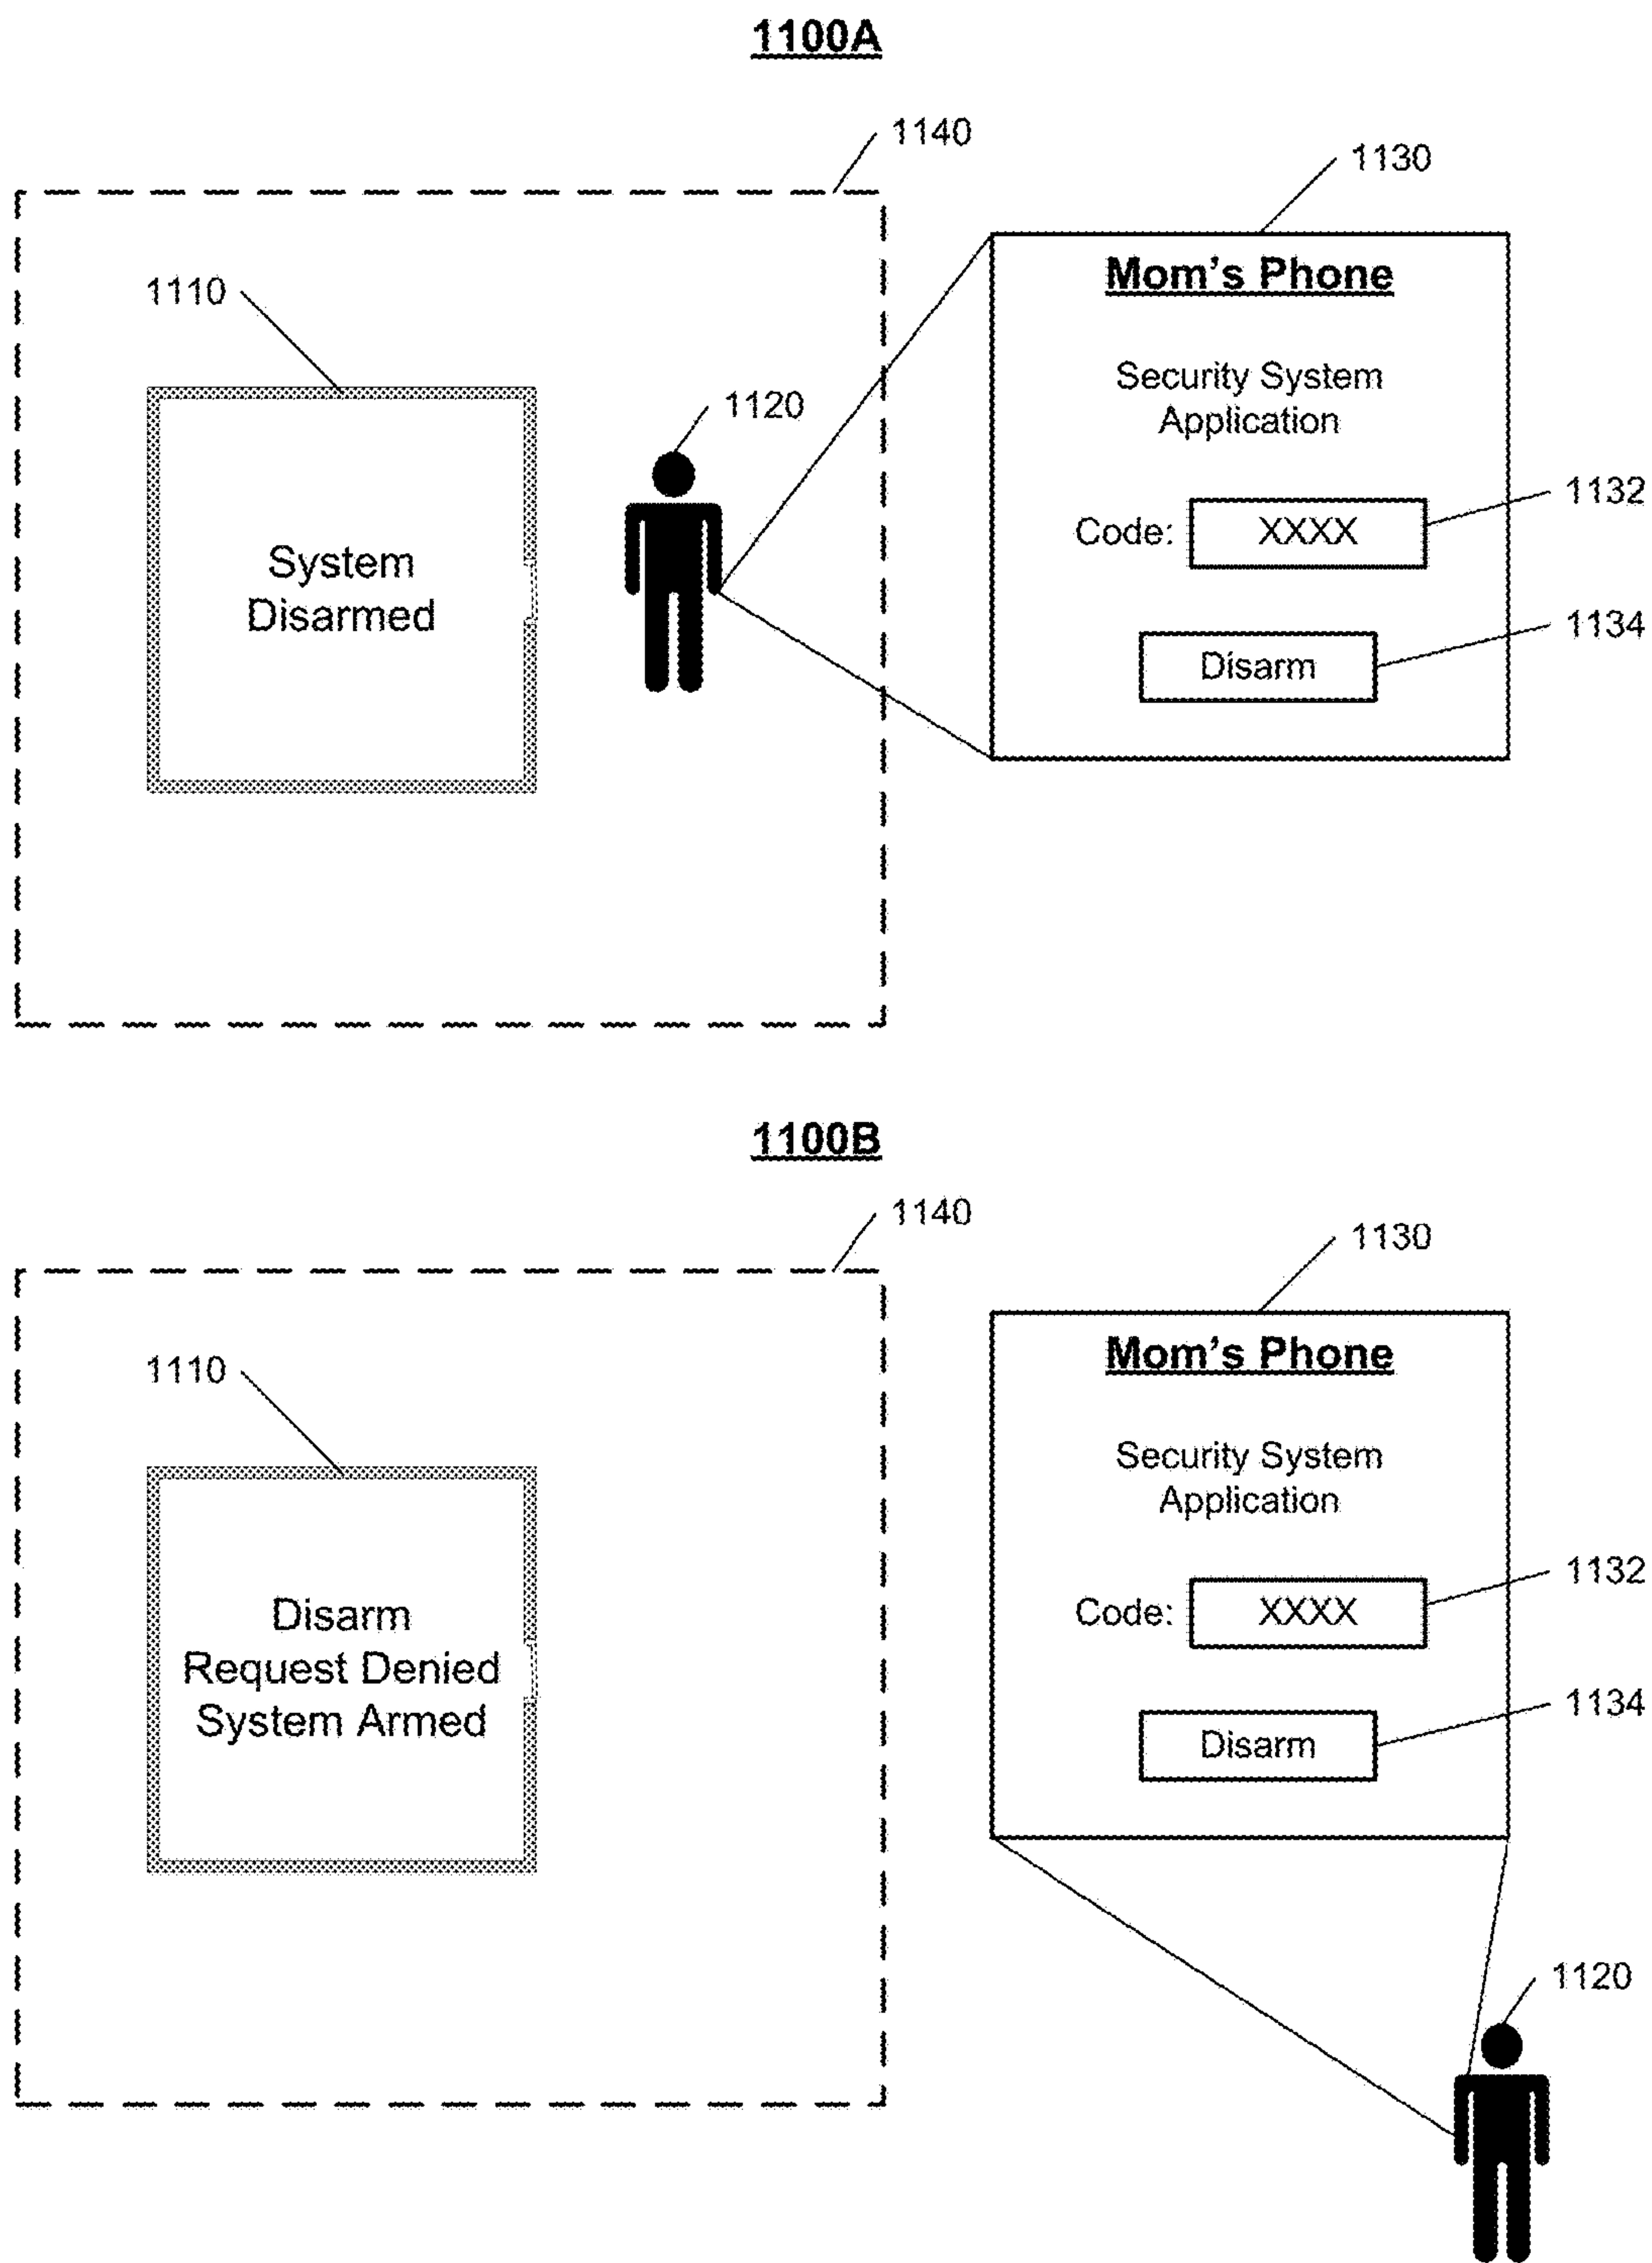 1100A
1140
1130
1110
Mom's Phone
Security System
Application
1120
1132
Code: XXXX
System
Disarmed
1134
Disarm
1100B
1140
1130
1110
Mom's Phone
Security System
Application
1132
Code: XXXX
Disarm
Request Denied
System Armed
1134
Disarm
1120